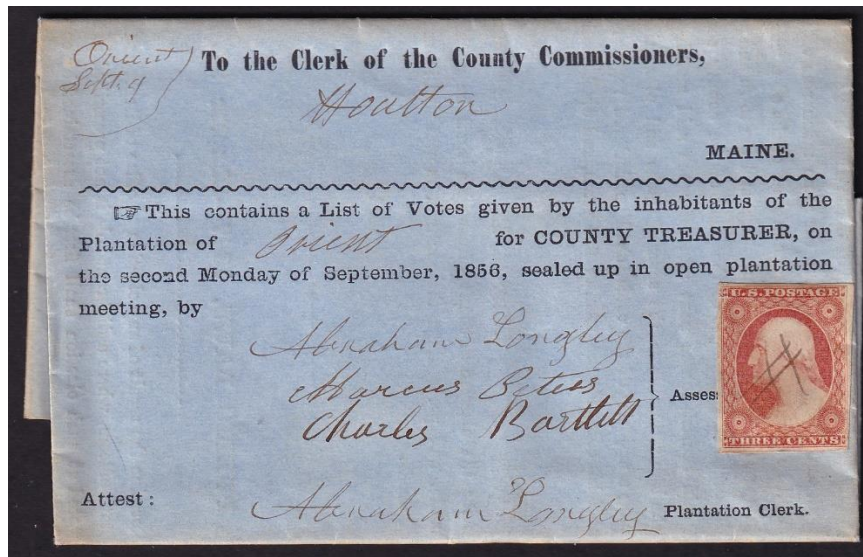 Orient
Sept. 9
To the Clerk of the County Commissioners,
Houlton
MAINE.
☞ This contains a List of Votes given by the inhabitants of the
Plantation of Orient for COUNTY TREASURER, on
the second Monday of September, 1856, sealed up in open plantation
meeting, by
Abraham Longley
Marcus Peters
Charles Bartlett
Assess
U.S. POSTAGE
THREE CENTS
Attest:
Abraham Longley Plantation Clerk.